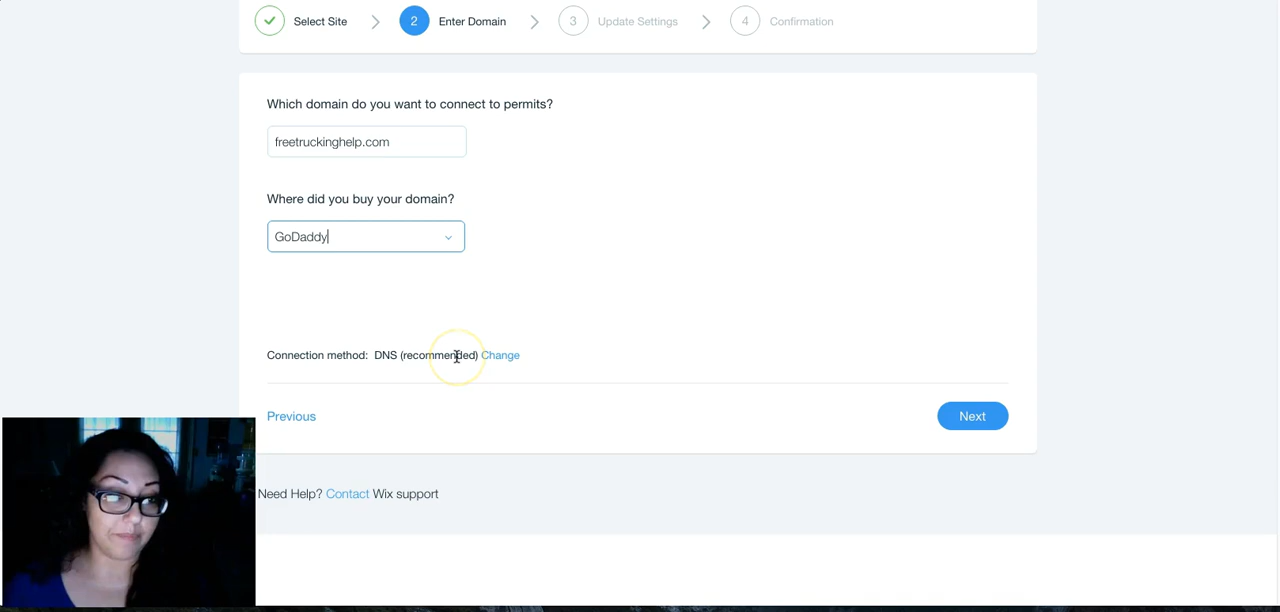 Select Site 2 Enter Domain 3 Update Settings 4 Confirmation
Which domain do you want to connect to permits?
freetruckinghelp.com
Where did you buy your domain?
GoDaddy
Connection method: DNS (recommended) Change
Previous Next
Need Help? Contact Wix support